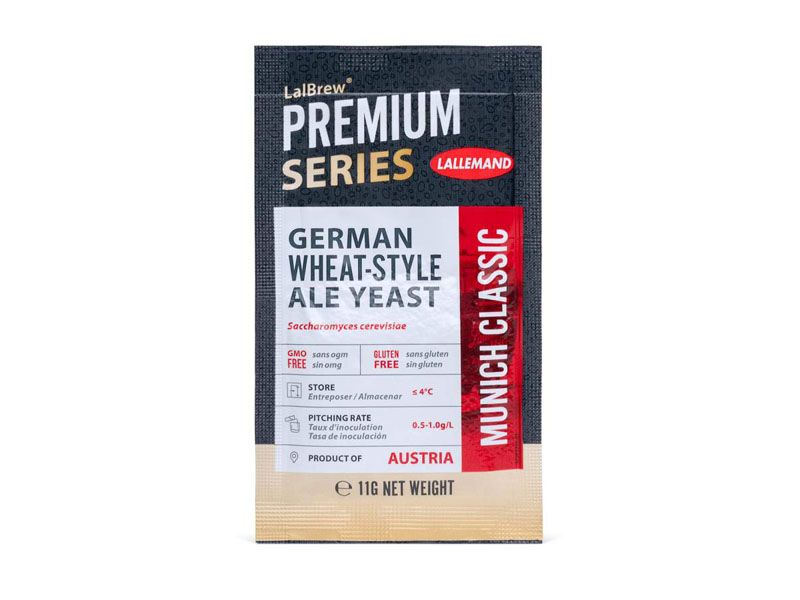 LalBrew®
PREMIUM
SERIES
LALLEMAND
GERMAN
WHEAT-STYLE
ALE YEAST
Saccharomyces cerevisiae
GMO FREE sans ogm sin omg
GLUTEN FREE sans gluten sin gluten
STORE
Entreposer / Almacenar
≤ 4°C
PITCHING RATE
Taux d'inoculation
Tasa de inoculación
0.5-1.0g/L
PRODUCT OF AUSTRIA
MUNICH CLASSIC
℮ 11G NET WEIGHT